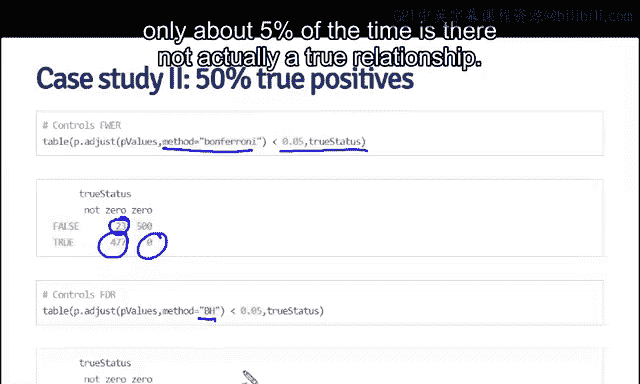 only about 5% of the time is there
not actually a true relationship.
Case study II: 50% true positives
# Controls FWER
table(p.adjust(pValues,method="bonferroni") < 0.05,trueStatus)
trueStatus
not zero zero
FALSE 23 500
TRUE 477 0
# Controls FDR
table(p.adjust(pValues,method="BH") < 0.05,trueStatus)
trueStatus
not zero zero